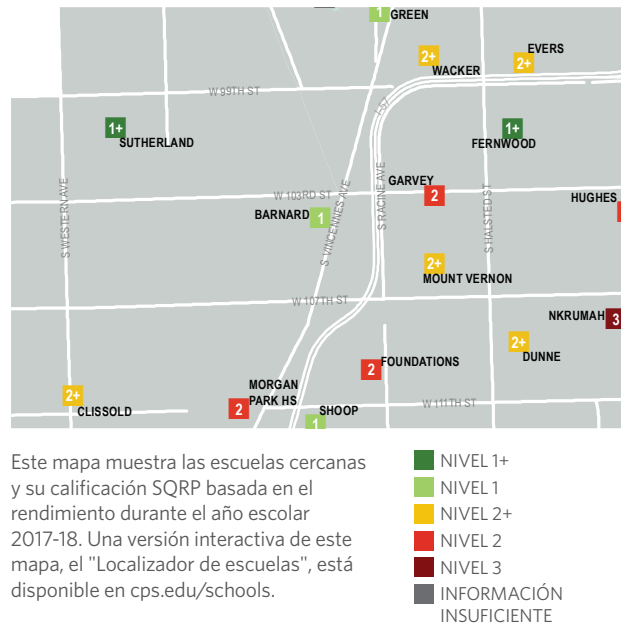 1
GREEN
2+
WACKER
EVERS
2+
W 99TH ST
I-57
1+
SUTHERLAND
1+
FERNWOOD
GARVEY
2
W 103RD ST
BARNARD
1
HUGHES
S WESTERN AVE
S VINCENNES AVE
S RACINE AVE
S HALSTED ST
2+
MOUNT VERNON
W 107TH ST
NKRUMAH
3
2+
DUNNE
2
FOUNDATIONS
2+
CLISSOLD
MORGAN
PARK HS
2
1
SHOOP
W 111TH ST
Este mapa muestra las escuelas cercanas
y su calificación SQRP basada en el
rendimiento durante el año escolar
2017-18. Una versión interactiva de este
mapa, el "Localizador de escuelas", está
disponible en cps.edu/schools.
NIVEL 1+
NIVEL 1
NIVEL 2+
NIVEL 2
NIVEL 3
INFORMACIÓN
INSUFICIENTE